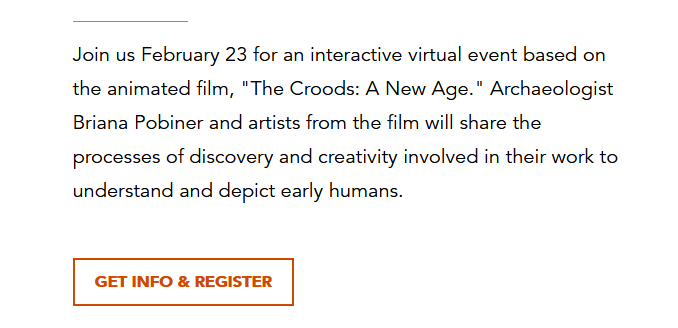 Join us February 23 for an interactive virtual event based on
the animated film, "The Croods: A New Age." Archaeologist
Briana Pobiner and artists from the film will share the
processes of discovery and creativity involved in their work to
understand and depict early humans.
GET INFO & REGISTER